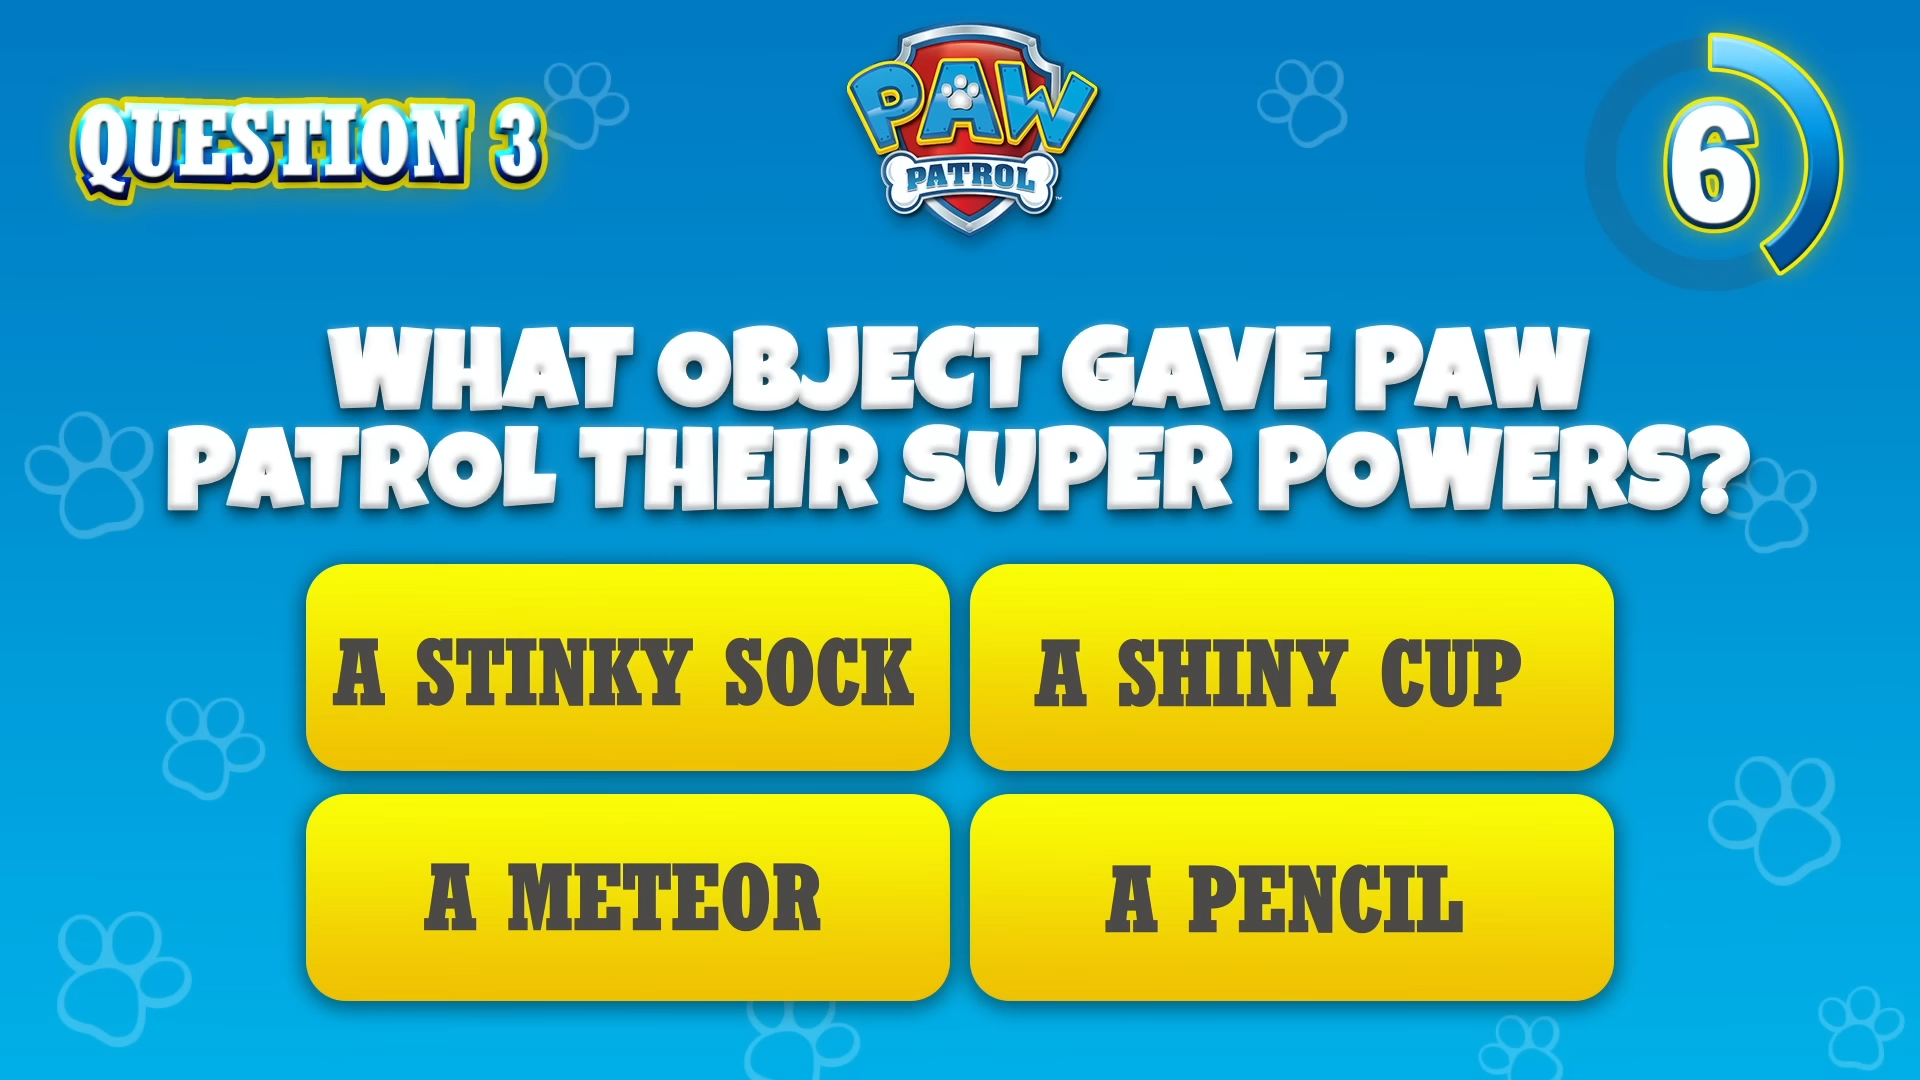 QUESTION 3
PAW
PATROL
™
6
WHAT OBJECT GAVE PAW
PATROL THEIR SUPER POWERS?
A STINKY SOCK
A SHINY CUP
A METEOR
A PENCIL